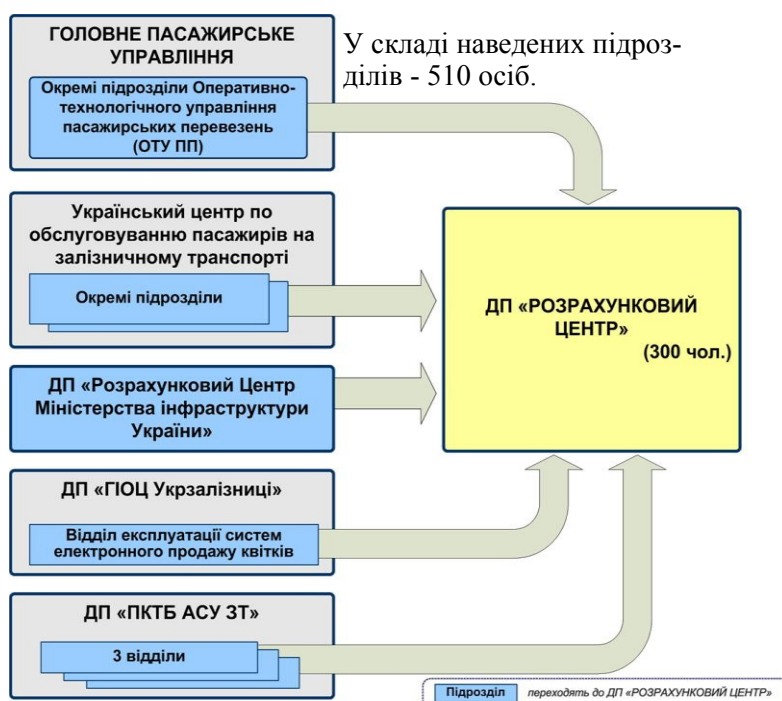 ГОЛОВНЕ ПАСАЖИРСЬКЕ
УПРАВЛІННЯ
Окремі підрозділи Оперативно-
технологічного управління
пасажирських перевезень
(ОТУ ПП)
У складі наведених підроз-
ділів - 510 осіб.
Український центр по
обслуговуванню пасажирів на
залізничному транспорті
Окремі підрозділи
ДП «Розрахунковий Центр
Міністерства інфраструктури
України»
ДП «ГІОЦ Укрзалізниці»
Відділ експлуатації систем
електронного продажу квітків
ДП «ПКТБ АСУ ЗТ»
3 відділи
ДП «РОЗРАХУНКОВИЙ
ЦЕНТР»
(300 чол.)
Підрозділ переходять до ДП «РОЗРАХУНКОВИЙ ЦЕНТР»